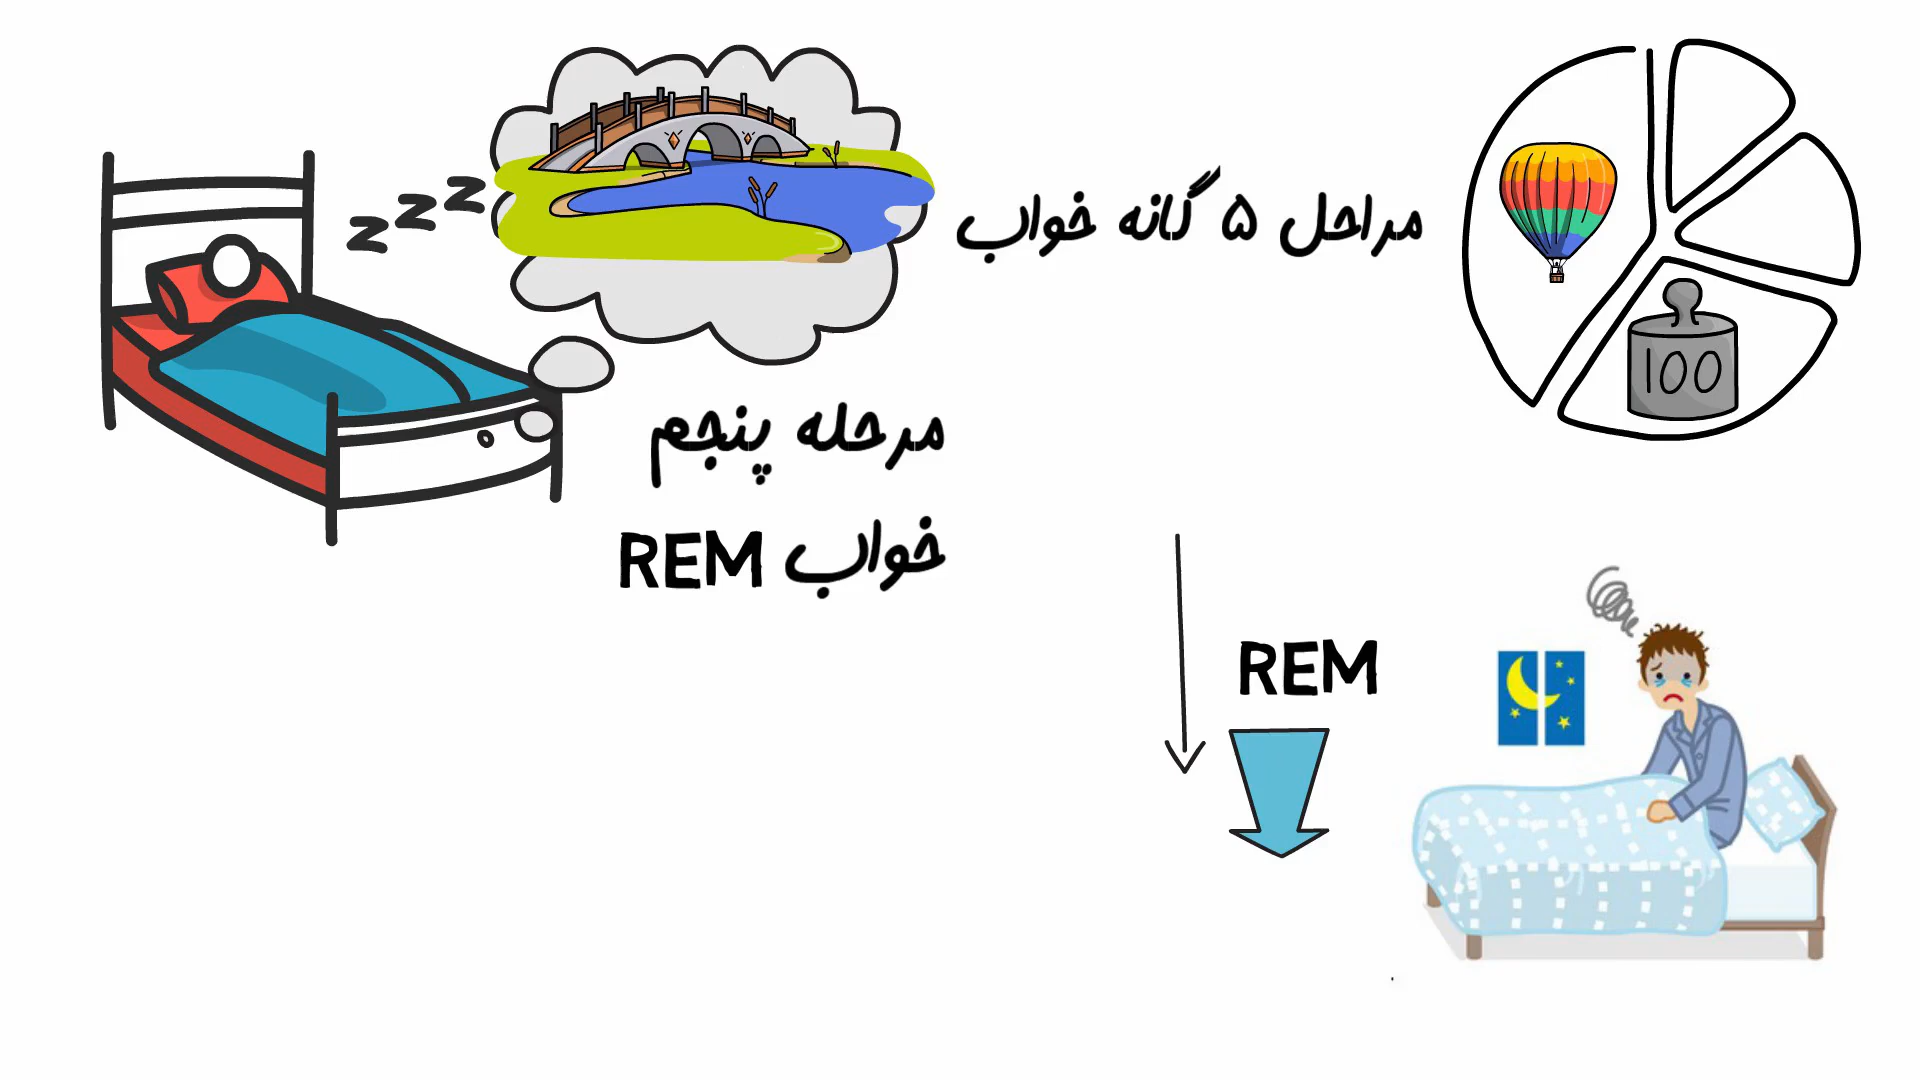 z z z
مراحل ۵ گانه خواب
100
مرحله پنجم
خواب REM
REM